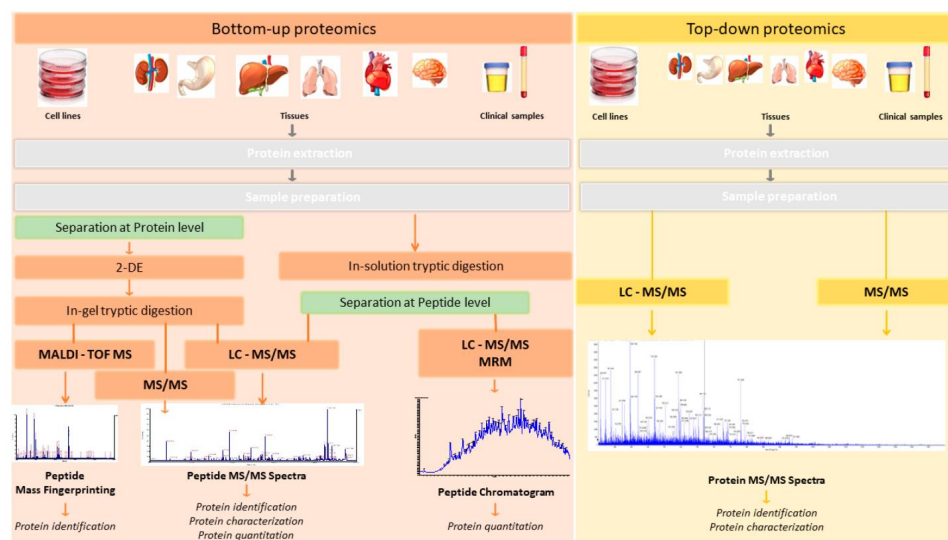 Bottom-up proteomics
Cell lines
Tissues
Clinical samples
Protein extraction
Sample preparation
Separation at Protein level
2-DE
In-solution tryptic digestion
In-gel tryptic digestion
Separation at Peptide level
MALDI - TOF MS
LC - MS/MS
LC - MS/MS
MRM
MS/MS
Peptide
Mass Fingerprinting
Protein identification
Peptide MS/MS Spectra
Protein identification
Protein characterization
Protein quantitation
Peptide Chromatogram
Protein quantitation
Top-down proteomics
Cell lines
Tissues
Clinical samples
Protein extraction
Sample preparation
LC - MS/MS
MS/MS
Protein MS/MS Spectra
Protein identification
Protein characterization